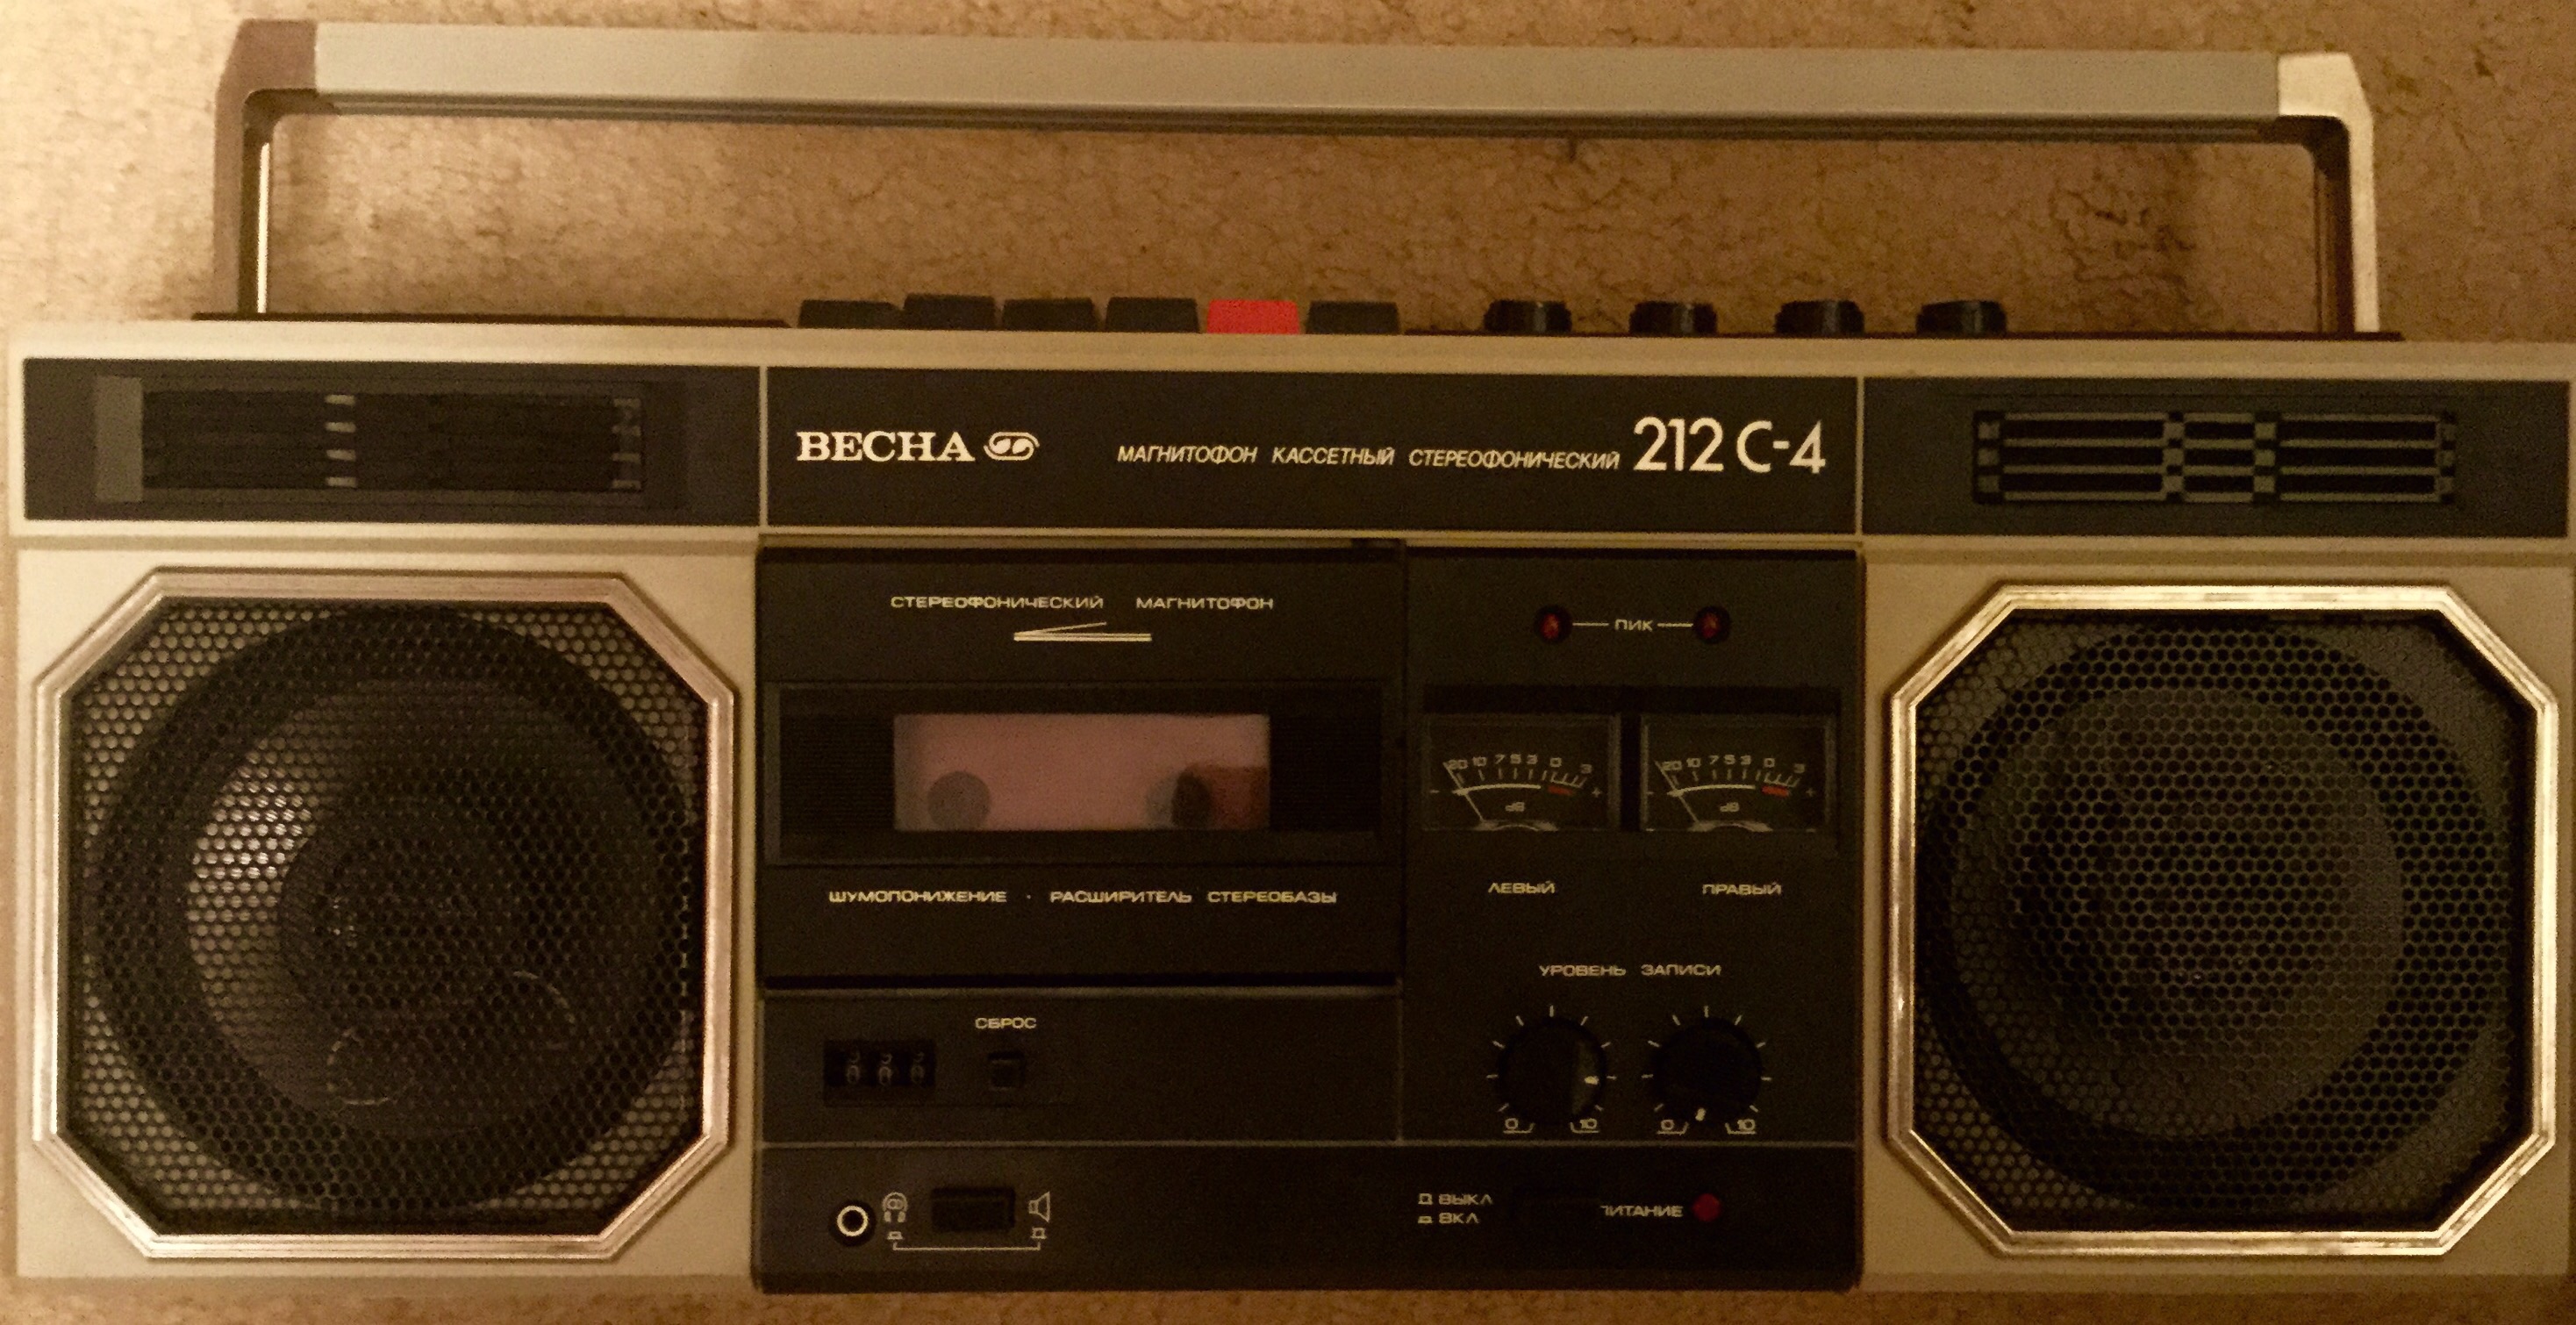 ВЕСНА МАГНИТОФОН КАССЕТНЫЙ СТЕРЕОФОНИЧЕСКИЙ 212 С-4
СТЕРЕОФОНИЧЕСКИЙ МАГНИТОФОН
ПИК
20 10 7 5 3 0 3
- dB +
20 10 7 5 3 0 3
- dB +
ЛЕВЫЙ ПРАВЫЙ
ШУМОПОНИЖЕНИЕ · РАСШИРИТЕЛЬ СТЕРЕОБАЗЫ
УРОВЕНЬ ЗАПИСИ
0 10 0 10
СБРОС
ВЫКЛ
ВКЛ
ПИТАНИЕ